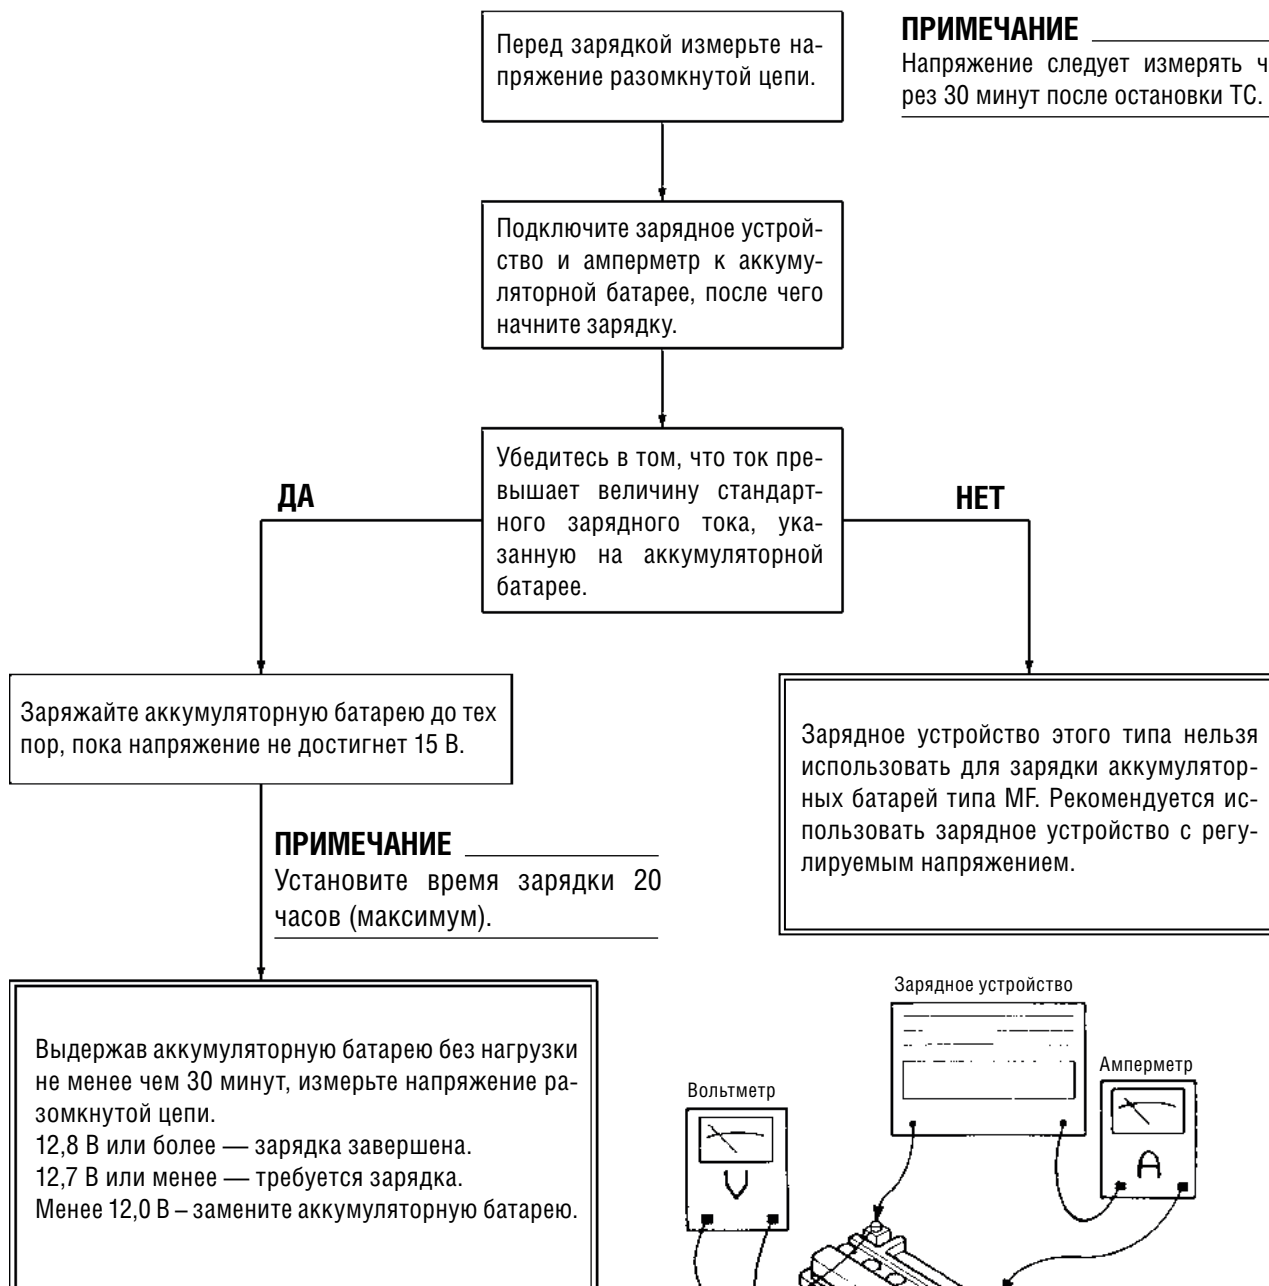 Перед зарядкой измерьте на-
пряжение разомкнутой цепи.
ПРИМЕЧАНИЕ
Напряжение следует измерять ч
рез 30 минут после остановки ТС.
Подключите зарядное устрой-
ство и амперметр к аккуму-
ляторной батарее, после чего
начните зарядку.
Убедитесь в том, что ток пре-
вышает величину стандарт-
ного зарядного тока, ука-
занную на аккумуляторной
батарее.
ДА
НЕТ
Заряжайте аккумуляторную батарею до тех
пор, пока напряжение не достигнет 15 В.
Зарядное устройство этого типа нельзя
использовать для зарядки аккумулятор-
ных батарей типа MF. Рекомендуется ис-
пользовать зарядное устройство с регу-
лируемым напряжением.
ПРИМЕЧАНИЕ
Установите время зарядки 20
часов (максимум).
Выдержав аккумуляторную батарею без нагрузки
не менее чем 30 минут, измерьте напряжение ра-
зомкнутой цепи.
12,8 В или более — зарядка завершена.
12,7 В или менее — требуется зарядка.
Менее 12,0 В – замените аккумуляторную батарею.
Зарядное устройство
Амперметр
Вольтметр
V
A